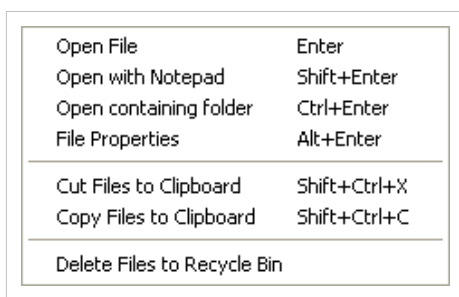 Open File Enter
Open with Notepad Shift+Enter
Open containing folder Ctrl+Enter
File Properties Alt+Enter
Cut Files to Clipboard Shift+Ctrl+X
Copy Files to Clipboard Shift+Ctrl+C
Delete Files to Recycle Bin